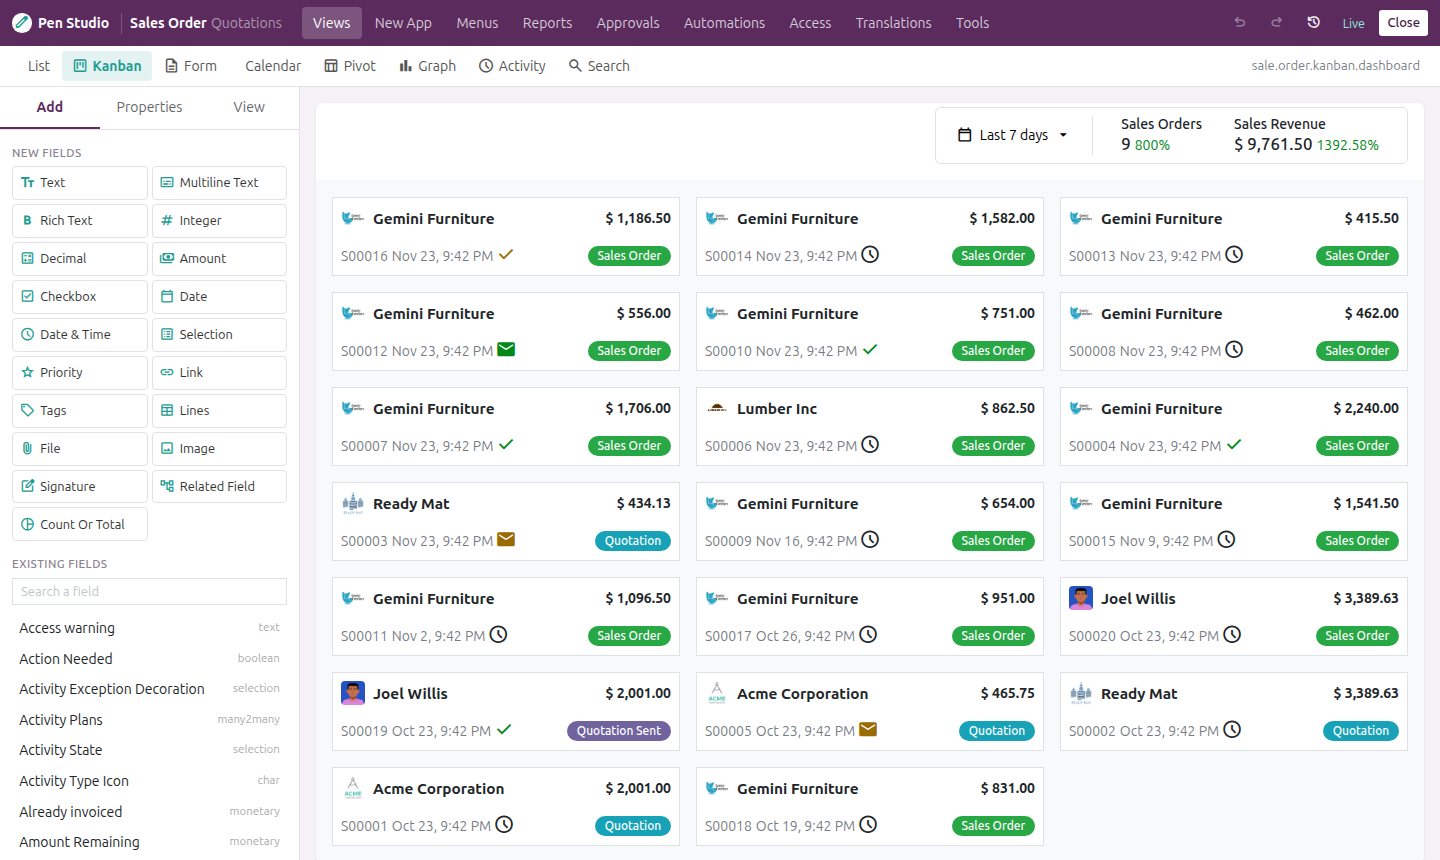 Pen Studio Sales Order Quotations Views New App Menus Reports Approvals Automations Access Translations Tools Live Close
List Kanban Form Calendar Pivot Graph Activity Search sale.order.kanban.dashboard
Add Properties View
NEW FIELDS
Text Multiline Text
Rich Text Integer
Decimal Amount
Checkbox Date
Date & Time Selection
Priority Link
Tags Lines
File Image
Signature Related Field
Count Or Total
EXISTING FIELDS
Search a field
Access warning text
Action Needed boolean
Activity Exception Decoration selection
Activity Plans many2many
Activity State selection
Activity Type Icon char
Already invoiced monetary
Amount Remaining monetary
Last 7 days
Sales Orders
9 800%
Sales Revenue
$ 9,761.50 1392.58%
Gemini Furniture $ 1,186.50
S00016 Nov 23, 9:42 PM Sales Order
Gemini Furniture $ 1,582.00
S00014 Nov 23, 9:42 PM Sales Order
Gemini Furniture $ 415.50
S00013 Nov 23, 9:42 PM Sales Order
Gemini Furniture $ 556.00
S00012 Nov 23, 9:42 PM Sales Order
Gemini Furniture $ 751.00
S00010 Nov 23, 9:42 PM Sales Order
Gemini Furniture $ 462.00
S00008 Nov 23, 9:42 PM Sales Order
Gemini Furniture $ 1,706.00
S00007 Nov 23, 9:42 PM Sales Order
Lumber Inc $ 862.50
S00006 Nov 23, 9:42 PM Sales Order
Gemini Furniture $ 2,240.00
S00004 Nov 23, 9:42 PM Sales Order
Ready Mat $ 434.13
S00003 Nov 23, 9:42 PM Quotation
Gemini Furniture $ 654.00
S00009 Nov 16, 9:42 PM Sales Order
Gemini Furniture $ 1,541.50
S00015 Nov 9, 9:42 PM Sales Order
Gemini Furniture $ 1,096.50
S00011 Nov 2, 9:42 PM Sales Order
Gemini Furniture $ 951.00
S00017 Oct 26, 9:42 PM Sales Order
Joel Willis $ 3,389.63
S00020 Oct 23, 9:42 PM Sales Order
Joel Willis $ 2,001.00
S00019 Oct 23, 9:42 PM Quotation Sent
ACME
Acme Corporation $ 465.75
S00005 Oct 23, 9:42 PM Quotation
Ready Mat $ 3,389.63
S00002 Oct 23, 9:42 PM Quotation
ACME
Acme Corporation $ 2,001.00
S00001 Oct 23, 9:42 PM Quotation
Gemini Furniture $ 831.00
S00018 Oct 19, 9:42 PM Sales Order